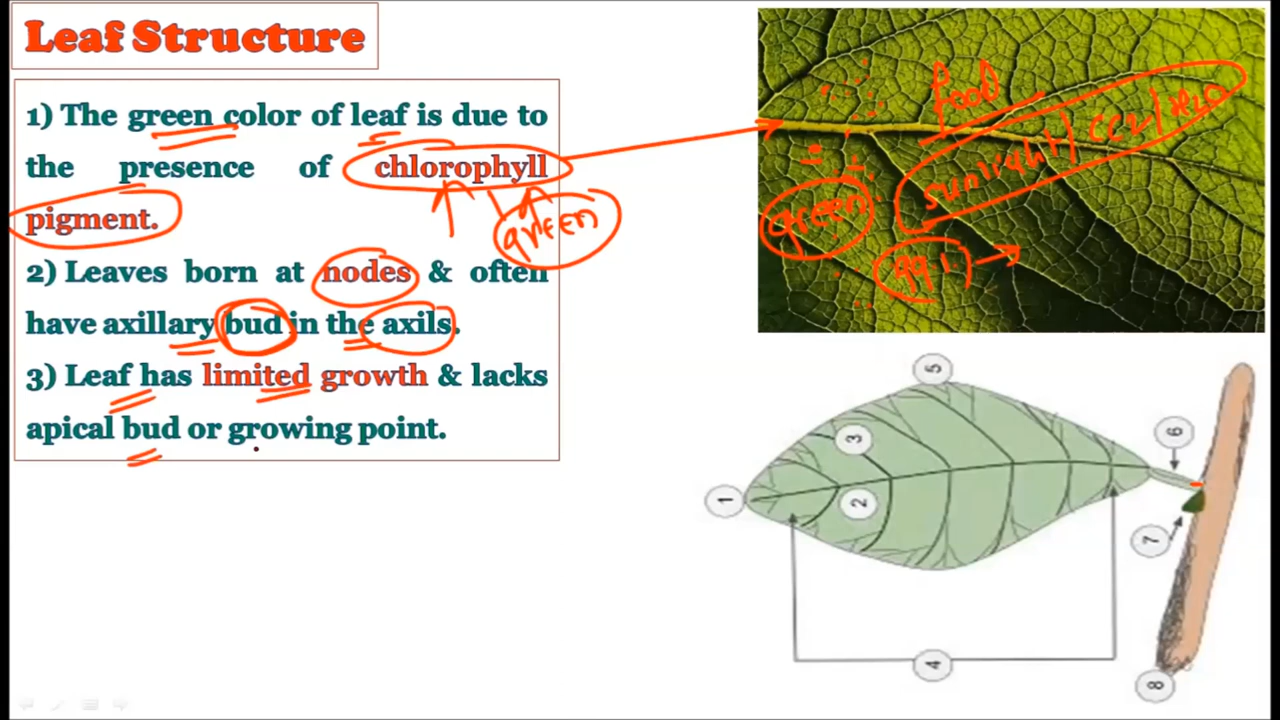 Leaf Structure
1) The green color of leaf is due to
the presence of chlorophyll
pigment.
green
2) Leaves born at nodes & often
have axillary bud in the axils.
3) Leaf has limited growth & lacks
apical bud or growing point.
food
sunlight/ CO2/ H2O
green
1
2
3
4
5
6
7
8